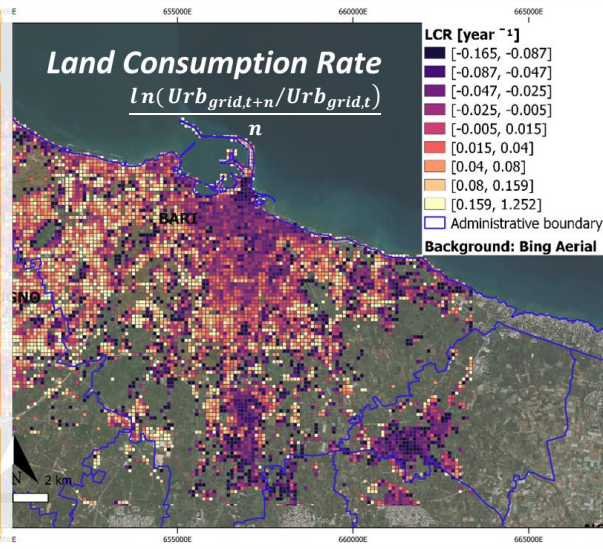 655000E 660000E 665000E
Land Consumption Rate
ln(Urb_grid,t+n/Urb_grid,t)
n
LCR [year ⁻¹]
[-0.165, -0.087]
[-0.087, -0.047]
[-0.047, -0.025]
[-0.025, -0.005]
[-0.005, 0.015]
[0.015, 0.04]
[0.04, 0.08]
[0.08, 0.159]
[0.159, 1.252]
Administrative boundary
Background: Bing Aerial
BARI
GNO
N
2 km
655000E 660000E 665000E